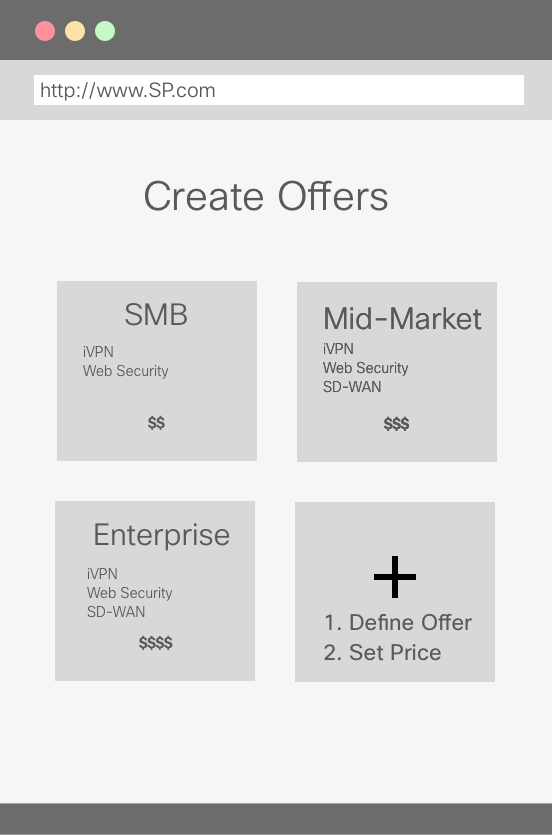 http://www.SP.com
Create Offers
SMB
iVPN
Web Security
$$
Mid-Market
iVPN
Web Security
SD-WAN
$$$
Enterprise
iVPN
Web Security
SD-WAN
$$$$
1. Define Offer
2. Set Price